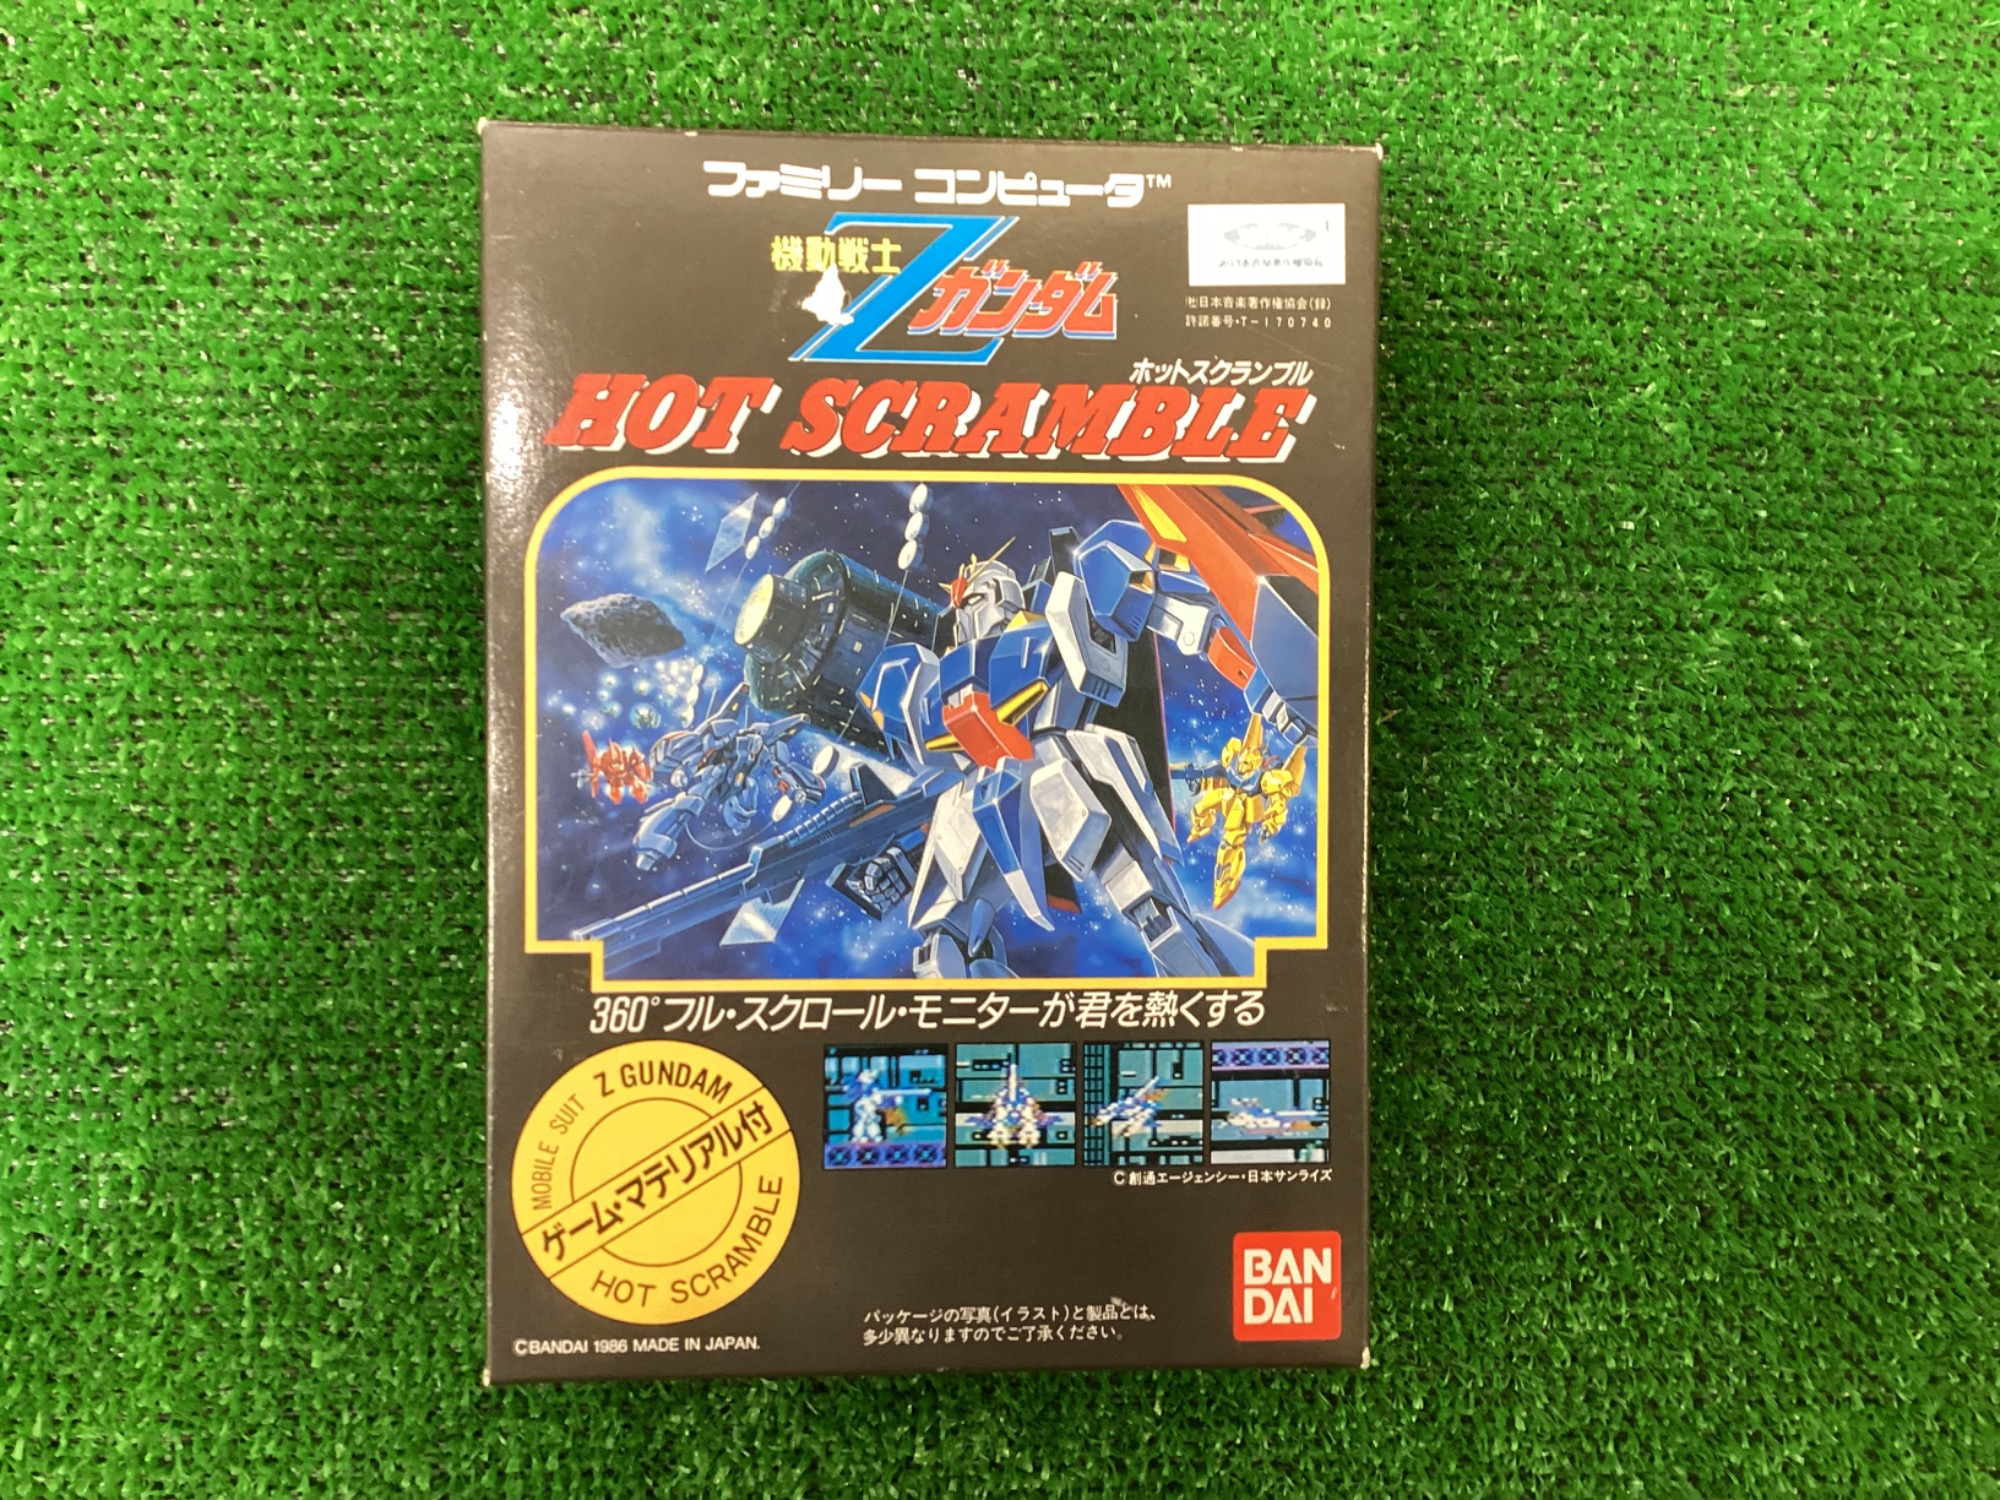 ファミリー コンピュータ™
機動戦士
Z
ガンダム
(社)日本音楽著作権協会(録)
許諾番号・T-170740
ホットスクランブル
HOT SCRAMBLE
360°フル・スクロール・モニターが君を熱くする
MOBILE SUIT Z GUNDAM
ゲーム・マテリアル付
HOT SCRAMBLE
©創通エージェンシー・日本サンライズ
BAN
DAI
パッケージの写真(イラスト)と製品とは、
多少異なりますのでご了承ください。
©BANDAI 1986 MADE IN JAPAN.